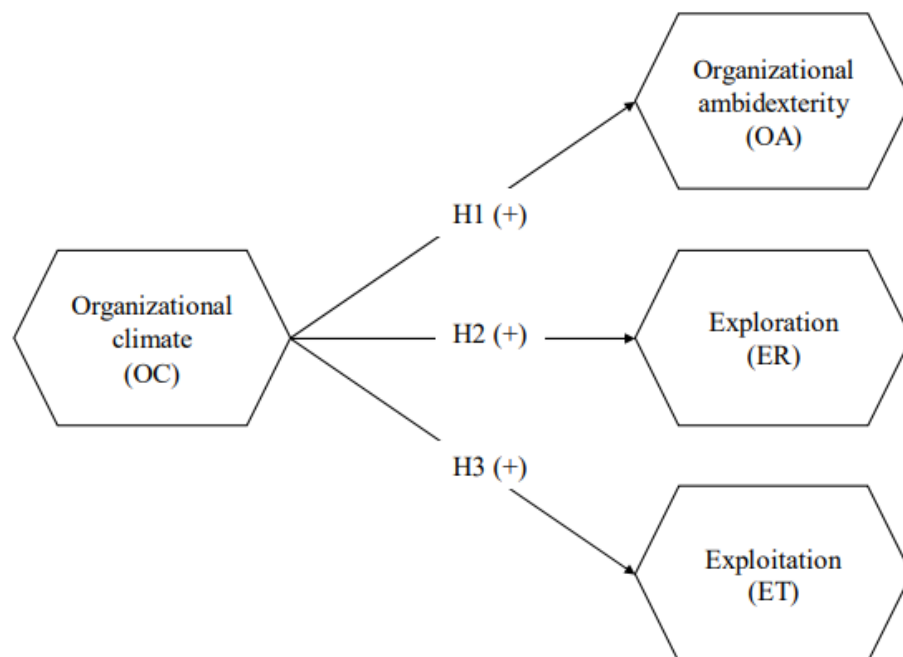 Organizational
ambidexterity
(OA)
H1 (+)
Organizational
climate
(OC)
H2 (+)
Exploration
(ER)
H3 (+)
Exploitation
(ET)